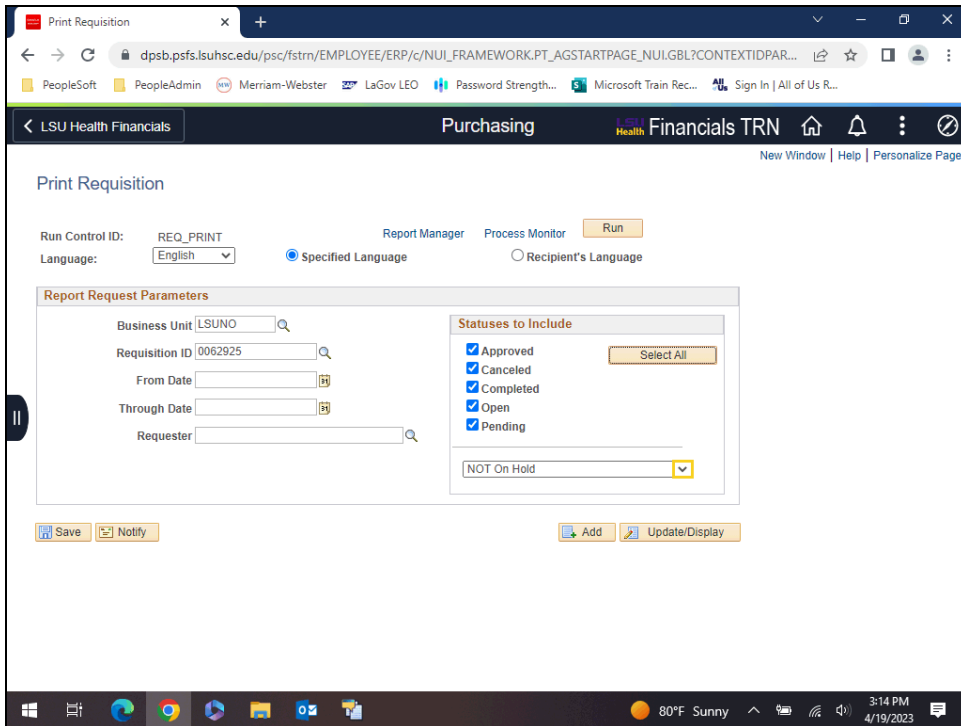 Print Requisition
dpsb.psfs.lsuhsc.edu/psc/fstrn/EMPLOYEE/ERP/c/NUI_FRAMEWORK.PT_AGSTARTPAGE_NUI.GBL?CONTEXTIDPAR...
PeopleSoft PeopleAdmin Merriam-Webster LaGov LEO Password Strength... Microsoft Train Rec... Sign In | All of Us R...
LSU Health Financials Purchasing LSU Health Financials TRN
New Window | Help | Personalize Page
Print Requisition
Run Control ID: REQ_PRINT Report Manager Process Monitor Run
Language: English Specified Language Recipient's Language
Report Request Parameters
Business Unit LSUNO
Requisition ID 0062925
From Date
Through Date
Requester
Statuses to Include
Approved Select All
Canceled
Completed
Open
Pending
NOT On Hold
Save Notify Add Update/Display
80°F Sunny 3:14 PM
4/19/2023